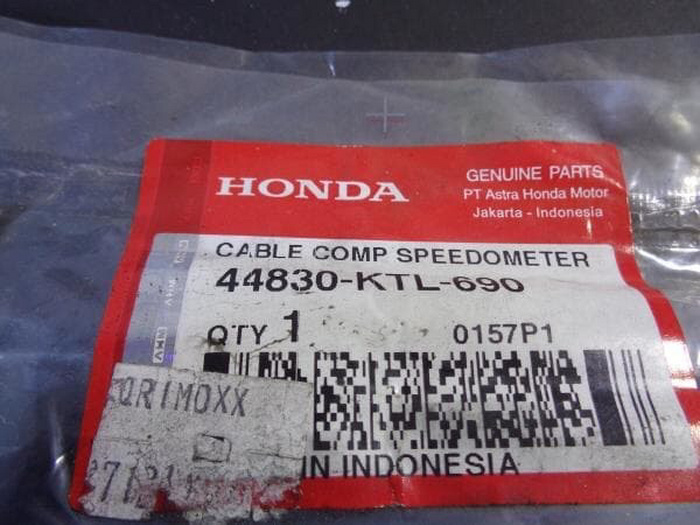 HONDA
GENUINE PARTS
PT Astra Honda Motor
Jakarta - Indonesia
CABLE COMP SPEEDOMETER
44830-KTL-690
QTY 1 0157P1
QRIMOXX
IN INDONESIA